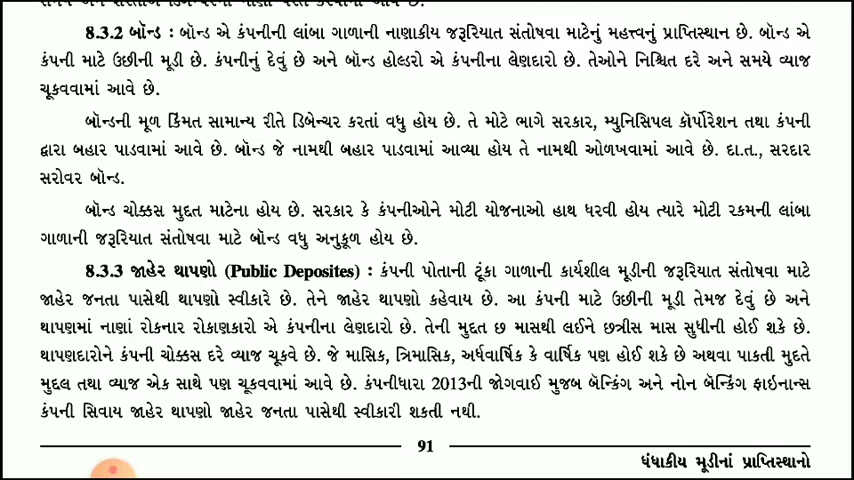 8.3.2 બૉન્ડ : બૉન્ડ એ કંપનીની લાંબા ગાળાની નાણાકીય જરૂરિયાત સંતોષવા માટેનું મહત્ત્વનું પ્રાપ્તિસ્થાન છે. બૉન્ડ એ
કંપની માટે ઉછીની મૂડી છે. કંપનીનું દેવું છે અને બૉન્ડ હોલ્ડરો એ કંપનીના લેણદારો છે. તેઓને નિશ્ચિત દરે અને સમયે વ્યાજ
ચૂકવવામાં આવે છે.
બૉન્ડની મૂળ કિંમત સામાન્ય રીતે ડિબેન્ચર કરતાં વધુ હોય છે. તે મોટે ભાગે સરકાર, મ્યુનિસિપલ કૉર્પોરેશન તથા કંપની
દ્વારા બહાર પાડવામાં આવે છે. બૉન્ડ જે નામથી બહાર પાડવામાં આવ્યા હોય તે નામથી ઓળખવામાં આવે છે. દા.ત., સરદાર
સરોવર બૉન્ડ.
બૉન્ડ ચોક્કસ મુદ્દત માટેના હોય છે. સરકાર કે કંપનીઓને મોટી યોજનાઓ હાથ ધરવી હોય ત્યારે મોટી રકમની લાંબા
ગાળાની જરૂરિયાત સંતોષવા માટે બૉન્ડ વધુ અનુકૂળ હોય છે.
8.3.3 જાહેર થાપણો (Public Deposites) : કંપની પોતાની ટૂંકા ગાળાની કાર્યશીલ મૂડીની જરૂરિયાત સંતોષવા માટે
જાહેર જનતા પાસેથી થાપણો સ્વીકારે છે. તેને જાહેર થાપણો કહેવાય છે. આ કંપની માટે ઉછીની મૂડી તેમજ દેવું છે અને
થાપણમાં નાણાં રોકનાર રોકાણકારો એ કંપનીના લેણદારો છે. તેની મુદત છ માસથી લઈને છત્રીસ માસ સુધીની હોઈ શકે છે.
થાપણદારોને કંપની ચોક્કસ દરે વ્યાજ ચૂકવે છે. જે માસિક, ત્રિમાસિક, અર્ધવાર્ષિક કે વાર્ષિક પણ હોઈ શકે છે અથવા પાકતી મુદતે
મુદ્દલ તથા વ્યાજ એક સાથે પણ ચૂકવવામાં આવે છે. કંપનીધારા 2013ની જોગવાઈ મુજબ બૅન્કિંગ અને નોન બૅન્કિંગ ફાઇનાન્સ
કંપની સિવાય જાહેર થાપણો જાહેર જનતા પાસેથી સ્વીકારી શકતી નથી.
91
ધંધાકીય મૂડીનાં પ્રાપ્તિસ્થાનો